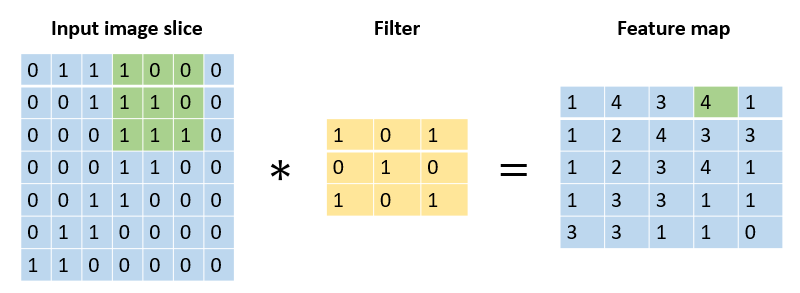 Input image slice
Filter
Feature map
0 1 1 1 0 0 0
0 0 1 1 1 0 0
0 0 0 1 1 1 0
0 0 0 1 1 0 0
0 0 1 1 0 0 0
0 1 1 0 0 0 0
1 1 0 0 0 0 0
*
1 0 1
0 1 0
1 0 1
=
1 4 3 4 1
1 2 4 3 3
1 2 3 4 1
1 3 3 1 1
3 3 1 1 0